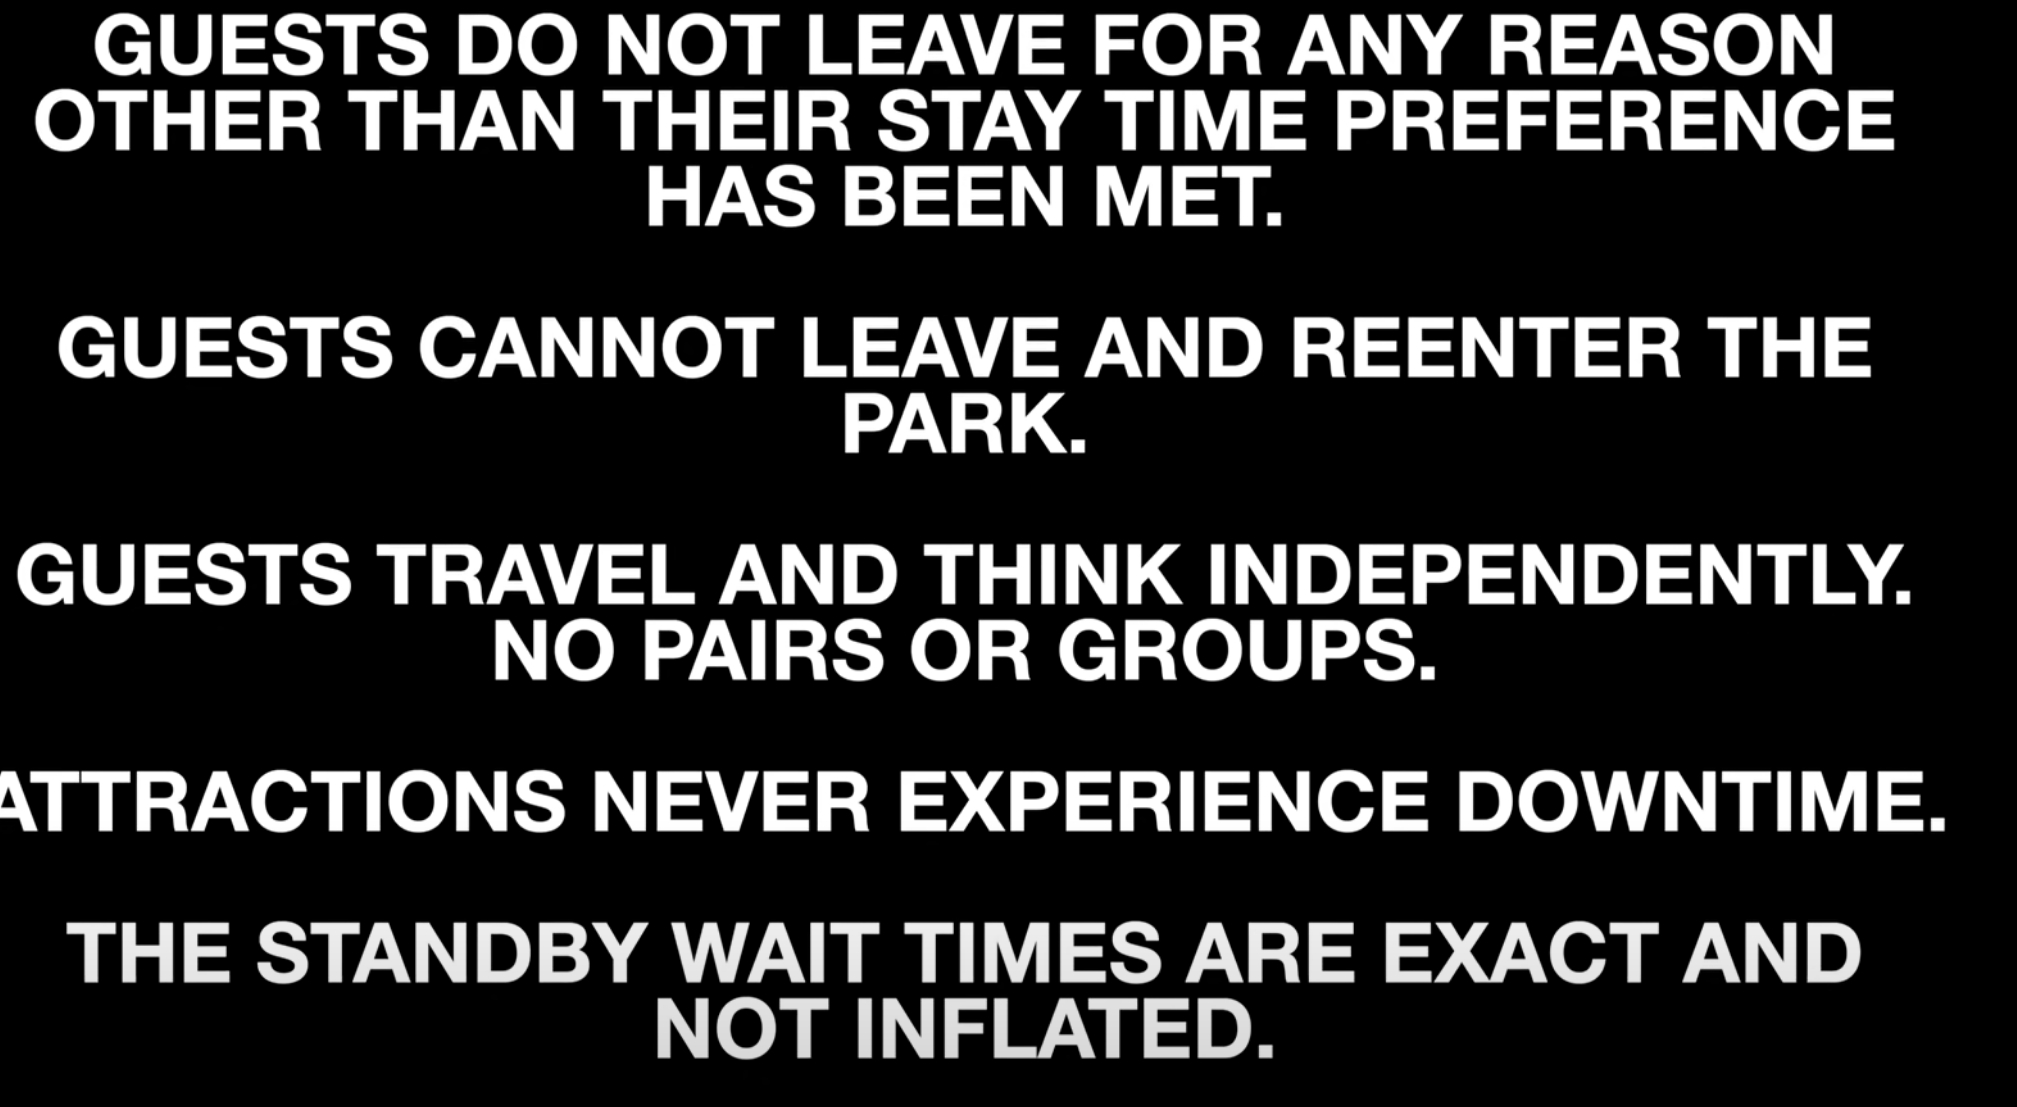 GUESTS DO NOT LEAVE FOR ANY REASON
OTHER THAN THEIR STAY TIME PREFERENCE
HAS BEEN MET.
GUESTS CANNOT LEAVE AND REENTER THE
PARK.
GUESTS TRAVEL AND THINK INDEPENDENTLY.
NO PAIRS OR GROUPS.
ATTRACTIONS NEVER EXPERIENCE DOWNTIME.
THE STANDBY WAIT TIMES ARE EXACT AND
NOT INFLATED.